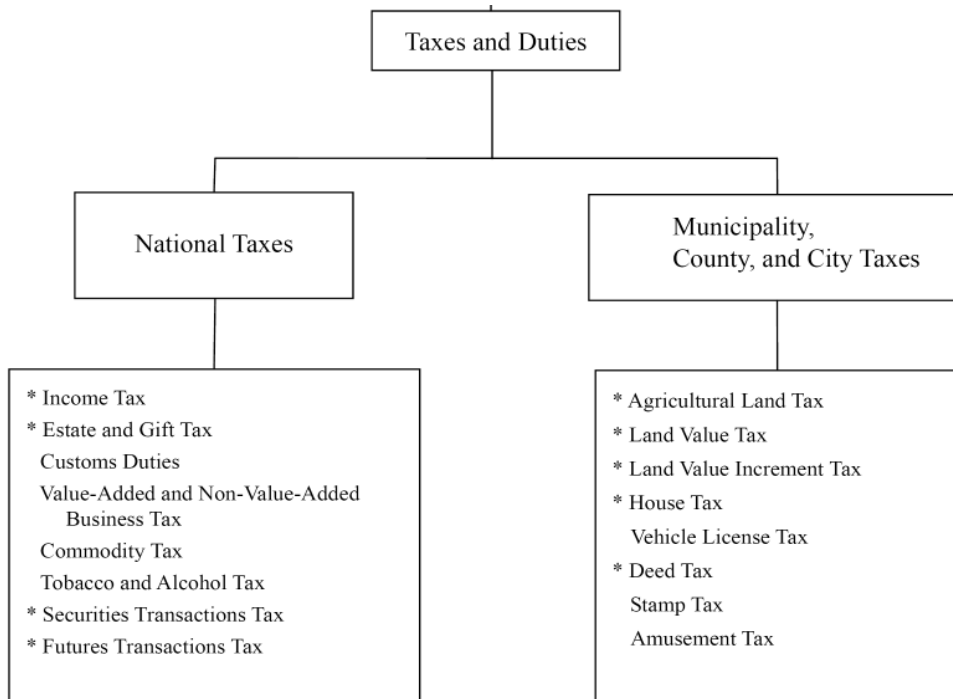 Taxes and Duties
National Taxes
Municipality,
County, and City Taxes
* Income Tax
* Estate and Gift Tax
Customs Duties
Value-Added and Non-Value-Added
Business Tax
Commodity Tax
Tobacco and Alcohol Tax
* Securities Transactions Tax
* Futures Transactions Tax
* Agricultural Land Tax
* Land Value Tax
* Land Value Increment Tax
* House Tax
Vehicle License Tax
* Deed Tax
Stamp Tax
Amusement Tax